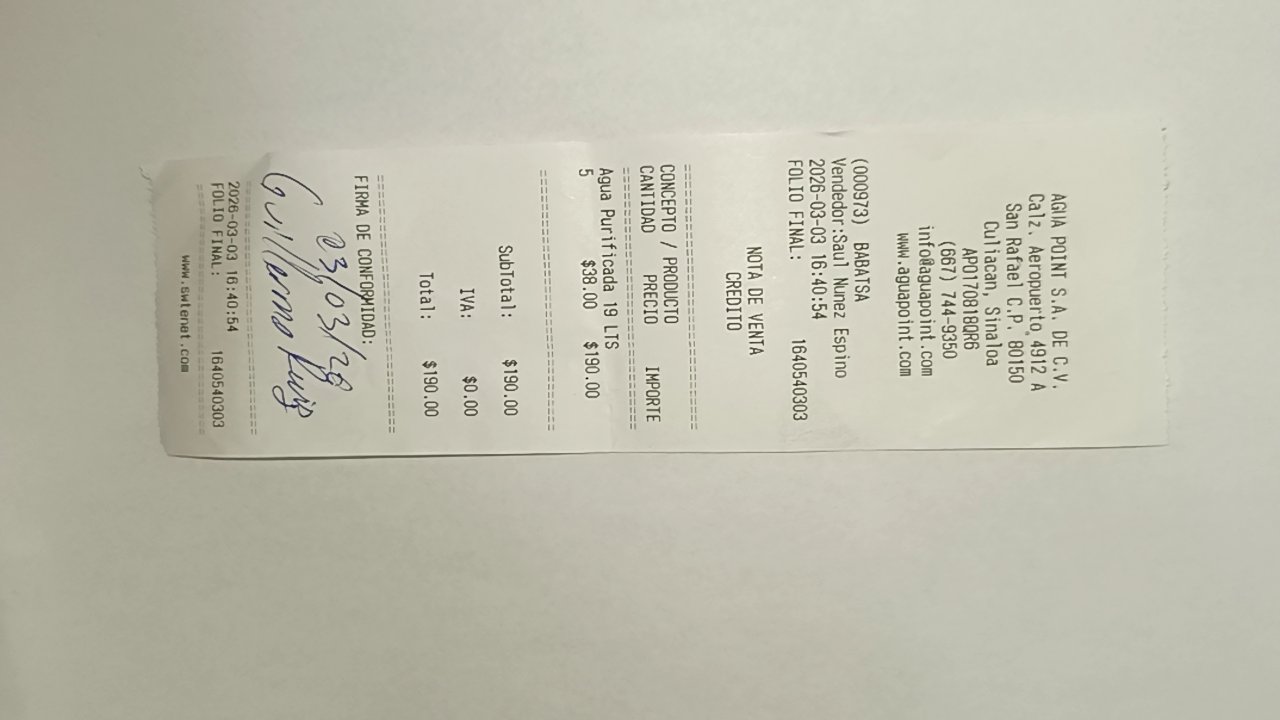 AGUA POINT S.A. DE C.V.
Calz. Aeropuerto 4912 A
San Rafael C.P. 80150
Culiacan, Sinaloa
APO170818QR6
(667) 744-9350
info@aguapoint.com
www.aguapoint.com
(000973) BABATSA
Vendedor:Saul Nunez Espino
2026-03-03 16:40:54
FOLIO FINAL: 1640540303
NOTA DE VENTA
CREDITO
CONCEPTO / PRODUCTO
CANTIDAD PRECIO IMPORTE
Agua Purificada 19 LTS
5 $38.00 $190.00
SubTotal: $190.00
IVA: $0.00
Total: $190.00
FIRMA DE CONFORMIDAD:
03/03/26
Guillermo Ruiz
2026-03-03 16:40:54
FOLIO FINAL: 1640540303
www.swtenet.com